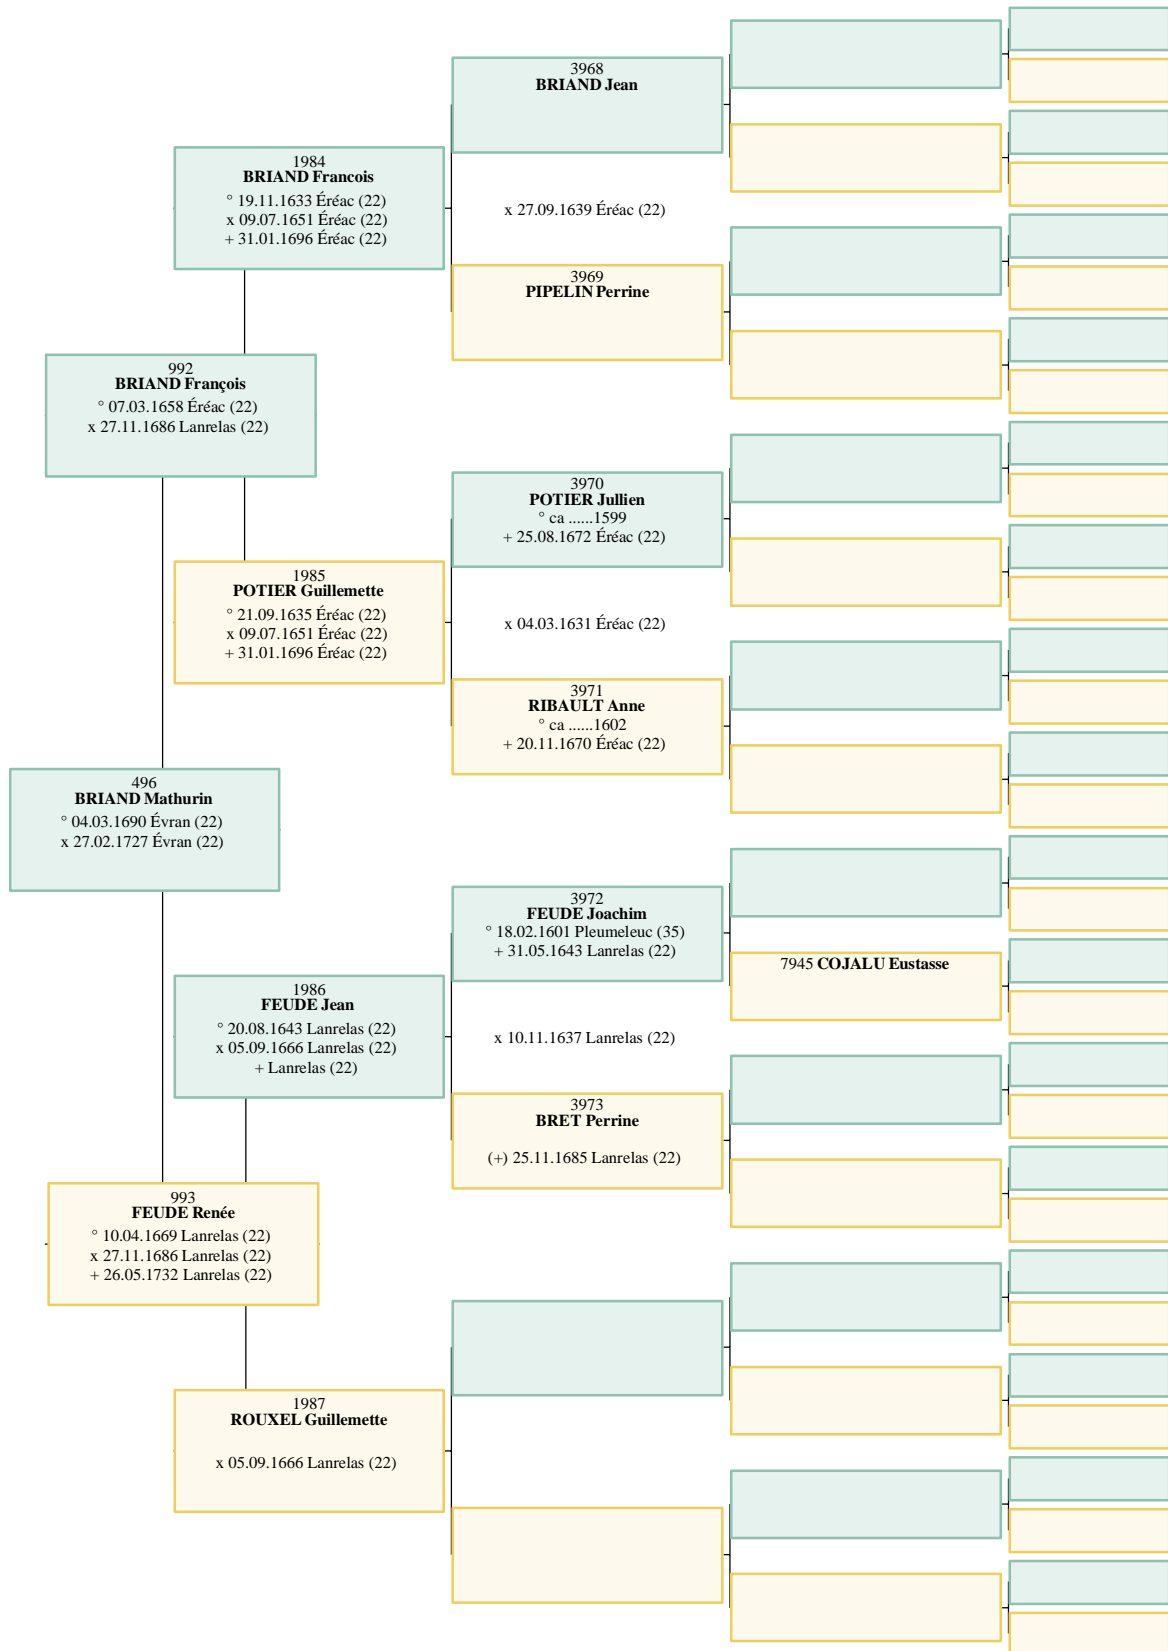 3968
BRIAND Jean
1984
BRIAND Francois
° 19.11.1633 Éréac (22)
x 09.07.1651 Éréac (22)
+ 31.01.1696 Éréac (22)
x 27.09.1639 Éréac (22)
3969
PIPELIN Perrine
992
BRIAND François
° 07.03.1658 Éréac (22)
x 27.11.1686 Lanrelas (22)
3970
POTIER Jullien
° ca ......1599
+ 25.08.1672 Éréac (22)
1985
POTIER Guillemette
° 21.09.1635 Éréac (22)
x 09.07.1651 Éréac (22)
+ 31.01.1696 Éréac (22)
x 04.03.1631 Éréac (22)
3971
RIBAULT Anne
° ca ......1602
+ 20.11.1670 Éréac (22)
496
BRIAND Mathurin
° 04.03.1690 Évran (22)
x 27.02.1727 Évran (22)
3972
FEUDE Joachim
° 18.02.1601 Pleumeleuc (35)
+ 31.05.1643 Lanrelas (22)
7945 COJALU Eustasse
1986
FEUDE Jean
° 20.08.1643 Lanrelas (22)
x 05.09.1666 Lanrelas (22)
+ Lanrelas (22)
x 10.11.1637 Lanrelas (22)
3973
BRET Perrine
(+) 25.11.1685 Lanrelas (22)
993
FEUDE Renée
° 10.04.1669 Lanrelas (22)
x 27.11.1686 Lanrelas (22)
+ 26.05.1732 Lanrelas (22)
1987
ROUXEL Guillemette
x 05.09.1666 Lanrelas (22)